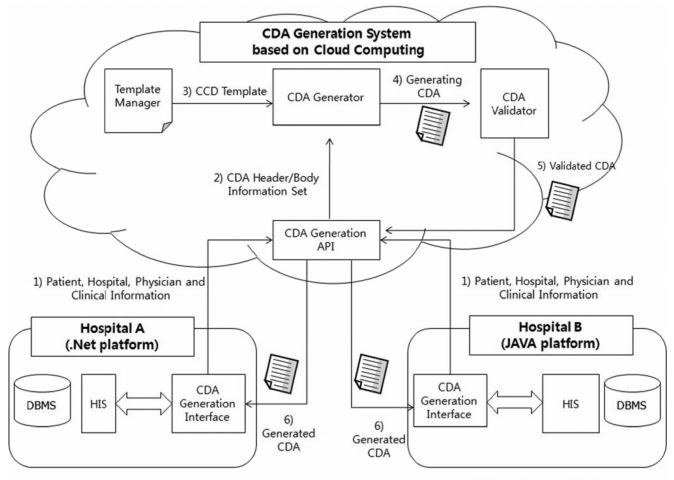 CDA Generation System
based on Cloud Computing
Template
Manager
3) CCD Template
CDA Generator
4) Generating
CDA
CDA
Validator
2) CDA Header/Body
Information Set
5) Validated CDA
CDA Generation
API
1) Patient, Hospital, Physician and
Clinical Information
1) Patient, Hospital, Physician and
Clinical Information
Hospital A
(.Net platform)
Hospital B
(JAVA platform)
DBMS
HIS
CDA
Generation
Interface
6)
Generated
CDA
6)
Generated
CDA
CDA
Generation
Interface
HIS
DBMS